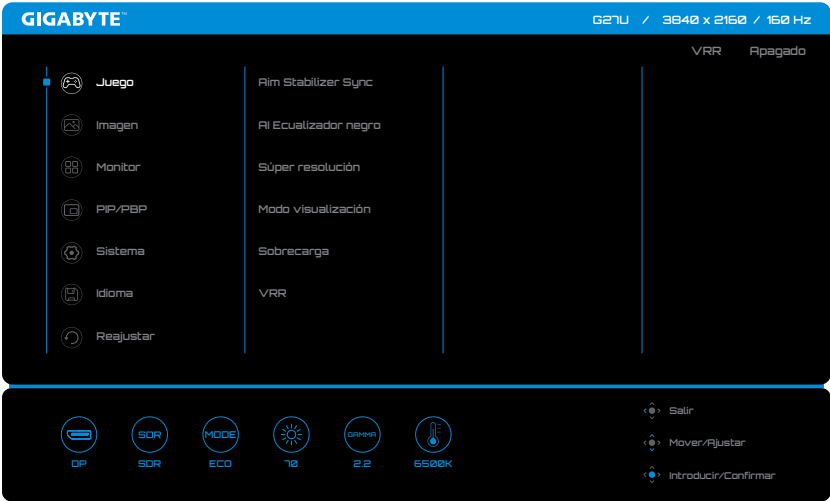 GIGABYTE™
G27U / 3840 x 2160 / 160 Hz
VRR Apagado
Juego
Imagen
Monitor
PIP/PBP
Sistema
Idioma
Reajustar
Aim Stabilizer Sync
AI Ecualizador negro
Súper resolución
Modo visualización
Sobrecarga
VRR
SDR
MODE
GAMMA
DP
SDR
ECO
70
2.2
6500K
Salir
Mover/Ajustar
Introducir/Confirmar